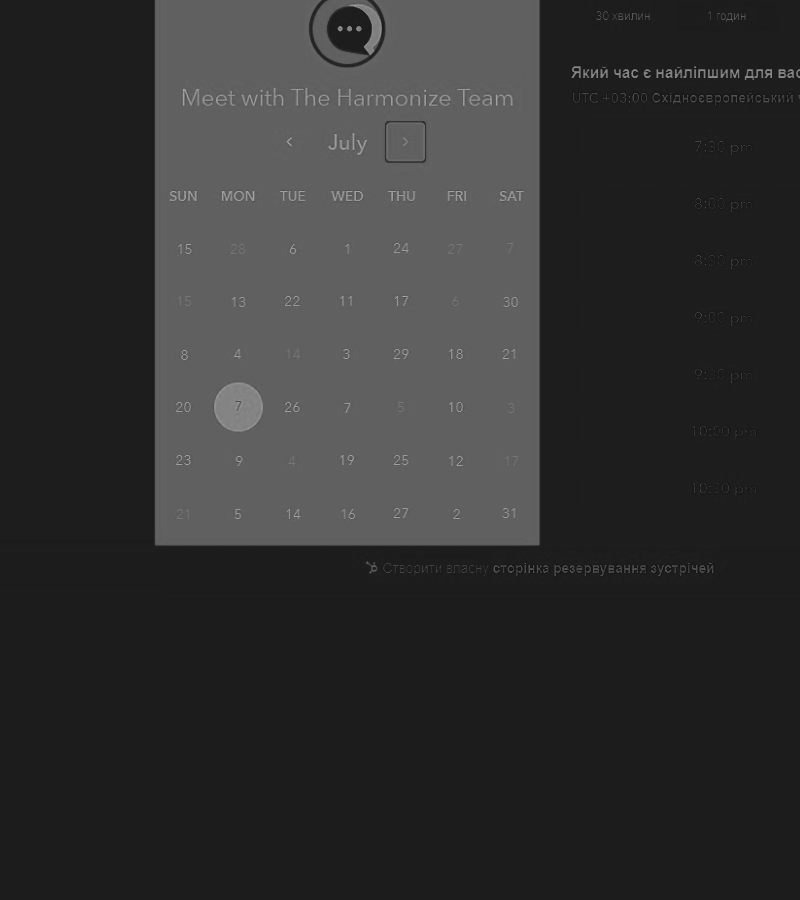 30 хвилин 1 годин
Meet with The Harmonize Team
July
SUN MON TUE WED THU FRI SAT
15 28 6 1 24 27 7
15 13 22 11 17 6 30
8 4 14 3 29 18 21
20 7 26 7 5 10 3
23 9 4 19 25 12 17
21 5 14 16 27 2 31
Який час є найліпшим для вас
UTC +03:00 Східноєвропейський
7:30 pm
8:00 pm
8:30 pm
9:00 pm
9:30 pm
10:00 pm
10:30 pm
Створити власну сторінка резервування зустрічей